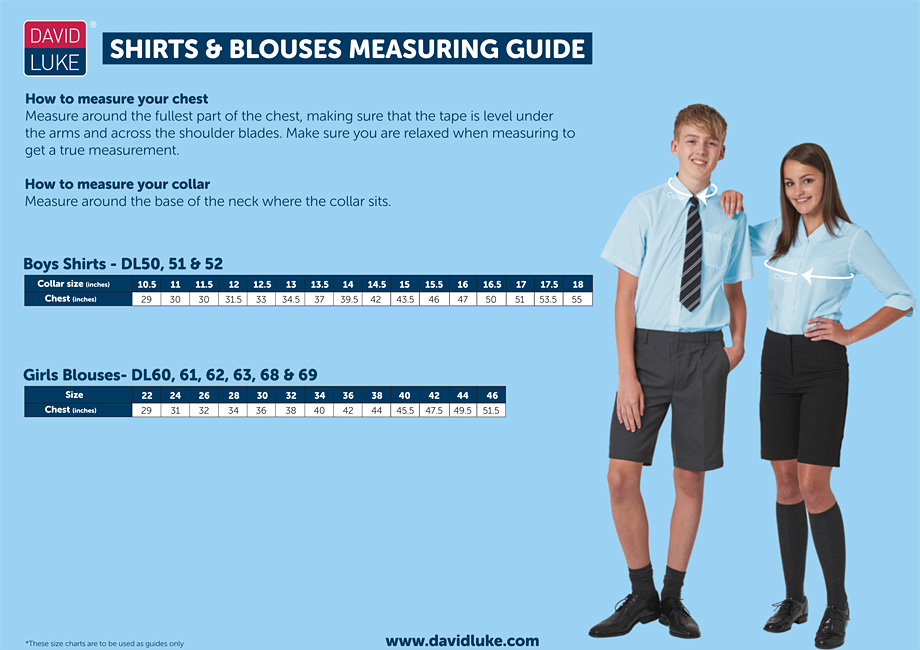 DAVID
LUKE
®
SHIRTS & BLOUSES MEASURING GUIDE
How to measure your chest
Measure around the fullest part of the chest, making sure that the tape is level under
the arms and across the shoulder blades. Make sure you are relaxed when measuring to
get a true measurement.
How to measure your collar
Measure around the base of the neck where the collar sits.
Boys Shirts - DL50, 51 & 52
Collar size (inches) 10.5 11 11.5 12 12.5 13 13.5 14 14.5 15 15.5 16 16.5 17 17.5 18
Chest (inches) 29 30 30 31.5 33 34.5 37 39.5 42 43.5 46 47 50 51 53.5 55
Girls Blouses- DL60, 61, 62, 63, 68 & 69
Size 22 24 26 28 30 32 34 36 38 40 42 44 46
Chest (inches) 29 31 32 34 36 38 40 42 44 45.5 47.5 49.5 51.5
Collar
Chest
*These size charts are to be used as guides only
www.davidluke.com